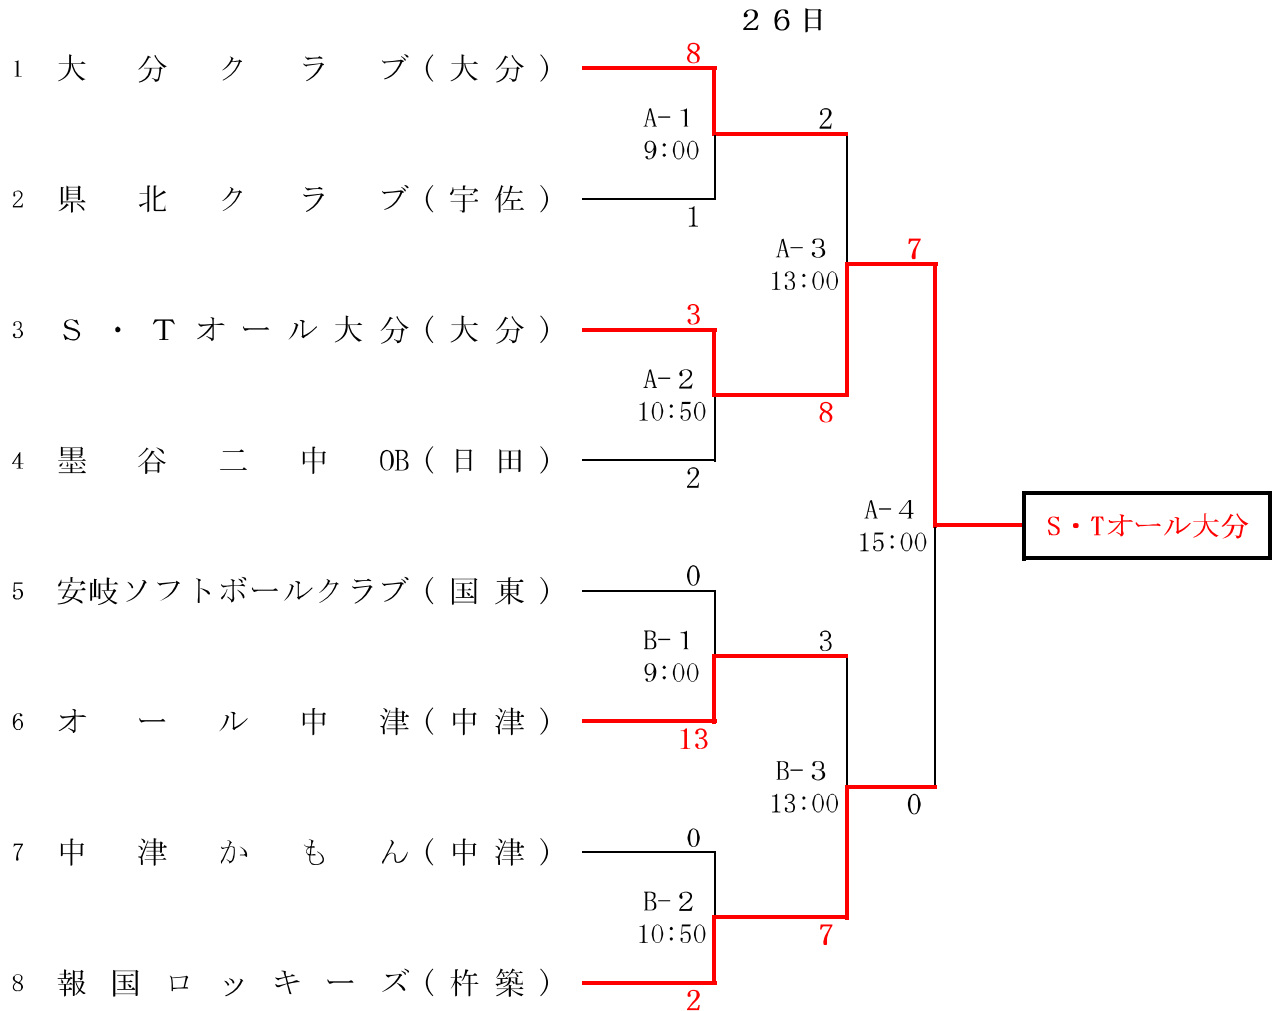 ２６日
8
1 大分クラブ(大分)
A-1
9:00
2
2 県北クラブ(宇佐)
1
A-3
13:00
7
3 S・Tオール大分(大分)
3
A-2
10:50
8
4 墨谷二中OB(日田)
2
A-4
15:00
S・Tオール大分
5 安岐ソフトボールクラブ(国東)
0
B-1
9:00
3
6 オール中津(中津)
13
B-3
13:00
0
7 中津かもん(中津)
0
B-2
10:50
7
8 報国ロッキーズ(杵築)
2